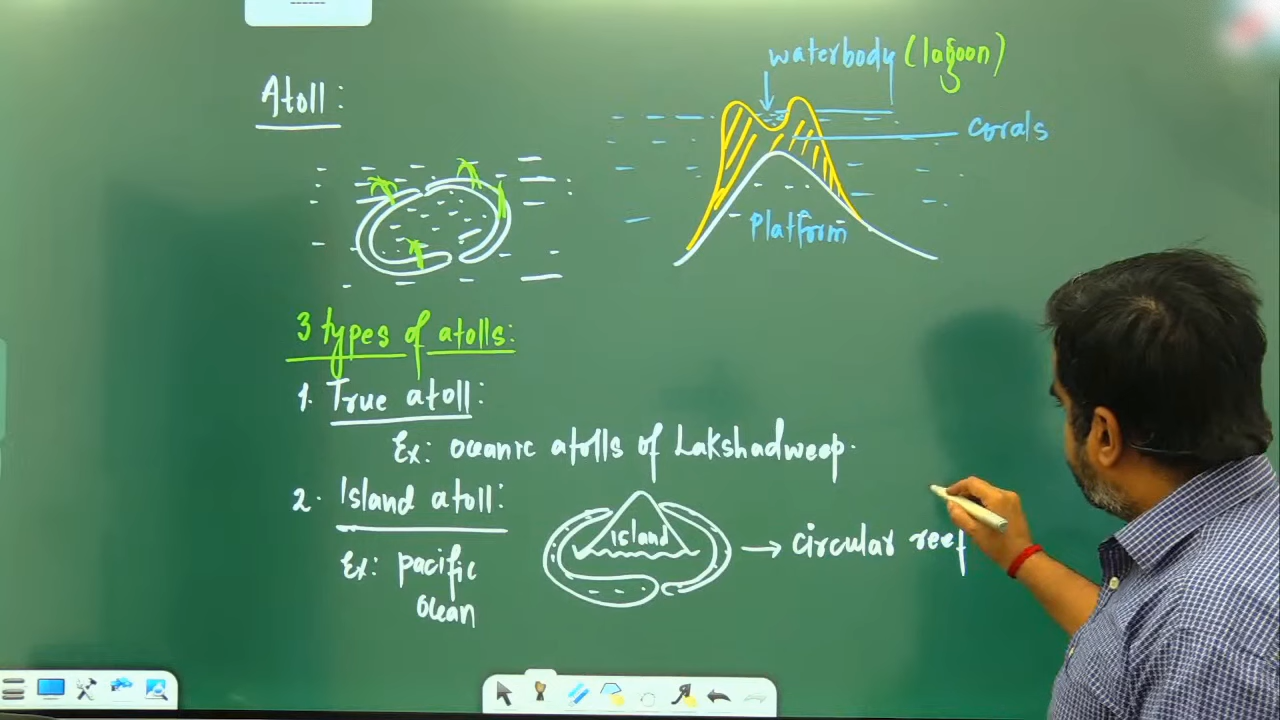 Atoll:
waterbody (lagoon)
corals
Platform
3 types of atolls:
1. True atoll:
Ex: oceanic atolls of Lakshadweep.
2. Island atoll:
island
→ circular reef
Ex: pacific
ocean